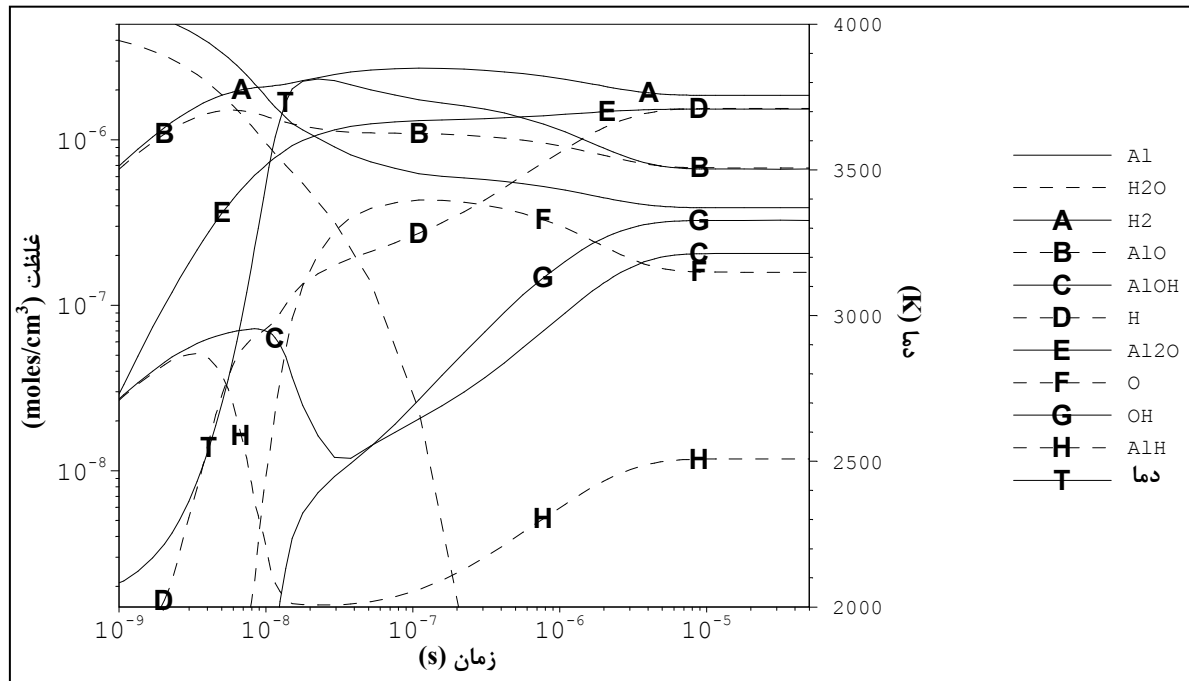 غلظت (moles/cm³)
10⁻⁶
10⁻⁷
10⁻⁸
10⁻⁹
10⁻⁸
10⁻⁷
10⁻⁶
10⁻⁵
زمان (s)
4000
3500
3000
2500
2000
دما (K)
A
B
T
E
D
C
H
T
D
B
E
A
D
B
F
D
G
H
G
C
F
H
Al
H2O
A H2
B AlO
C AlOH
D H
E Al2O
F O
G OH
H AlH
T دما